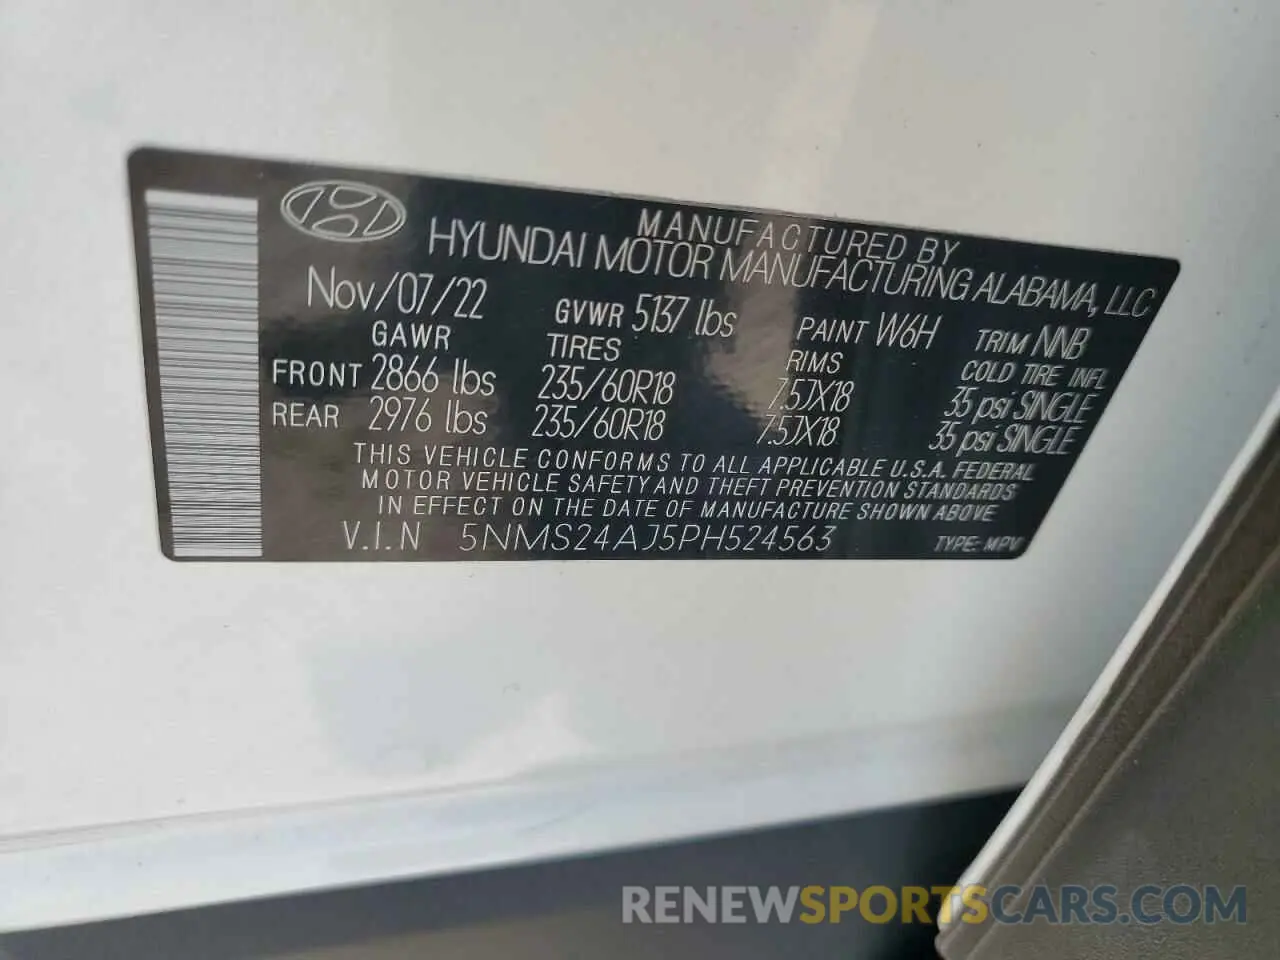 MANUFACTURED BY
HYUNDAI MOTOR MANUFACTURING ALABAMA, LLC
Nov/07/22 GVWR 5137 lbs PAINT W6H TRIM NNB
GAWR TIRES RIMS COLD TIRE INFL
FRONT 2866 lbs 235/60R18 7.5JX18 35 psi SINGLE
REAR 2976 lbs 235/60R18 7.5JX18 35 psi SINGLE
THIS VEHICLE CONFORMS TO ALL APPLICABLE U.S.A. FEDERAL
MOTOR VEHICLE SAFETY AND THEFT PREVENTION STANDARDS
IN EFFECT ON THE DATE OF MANUFACTURE SHOWN ABOVE
V.I.N 5NMS24AJ5PH524563 TYPE: MPV
RENEWSPORTSCARS.COM